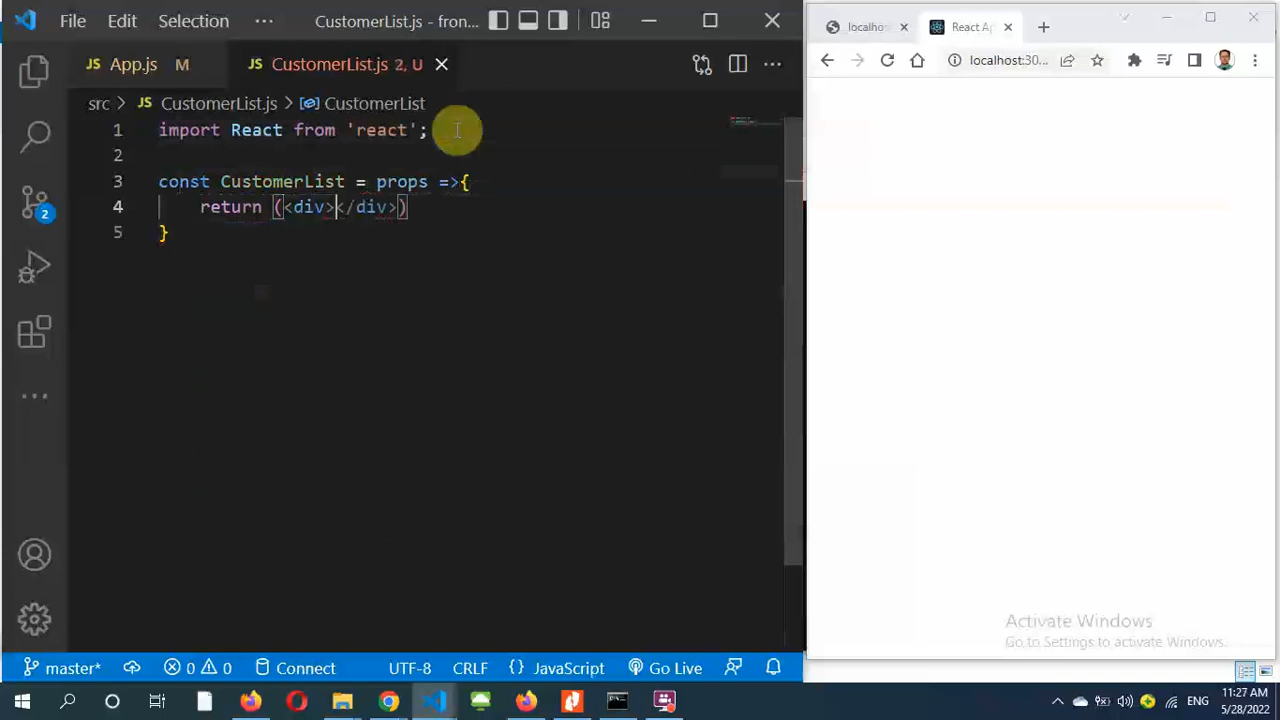 File Edit Selection ··· CustomerList.js - fron...
App.js M CustomerList.js 2, U
src > JS CustomerList.js > CustomerList
1 import React from 'react';
2
3 const CustomerList = props =>{
4 return (<div></div>)
5 }
2
master* 0 0 Connect UTF-8 CRLF {} JavaScript Go Live
localhos
React Ap
localhost:30...
Activate Windows
Go to Settings to activate Windows.
ENG
11:27 AM
5/28/2022